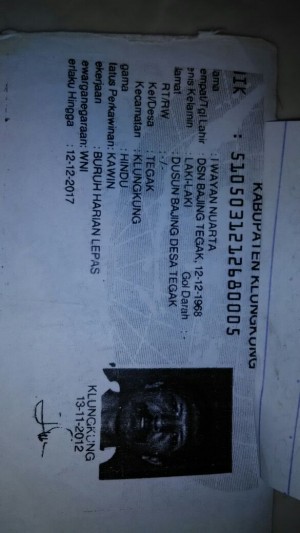 KABUPATEN KLUNGKUNG
NIK : 5105031212680005
ama : I WAYAN NUARTA
empat/Tgl Lahir : DSN BAJING TEGAK, 12-12-1968
enis Kelamin : LAKI-LAKI Gol Darah : -
lamat : DUSUN BAJING DESA TEGAK
RT/RW : -/-
Kel/Desa : TEGAK
Kecamatan : KLUNGKUNG
gama : HINDU
tatus Perkawinan: KAWIN
ekerjaan : BURUH HARIAN LEPAS
ewarganegaraan: WNI
erlaku Hingga : 12-12-2017
KLUNGKUNG
13-11-2012